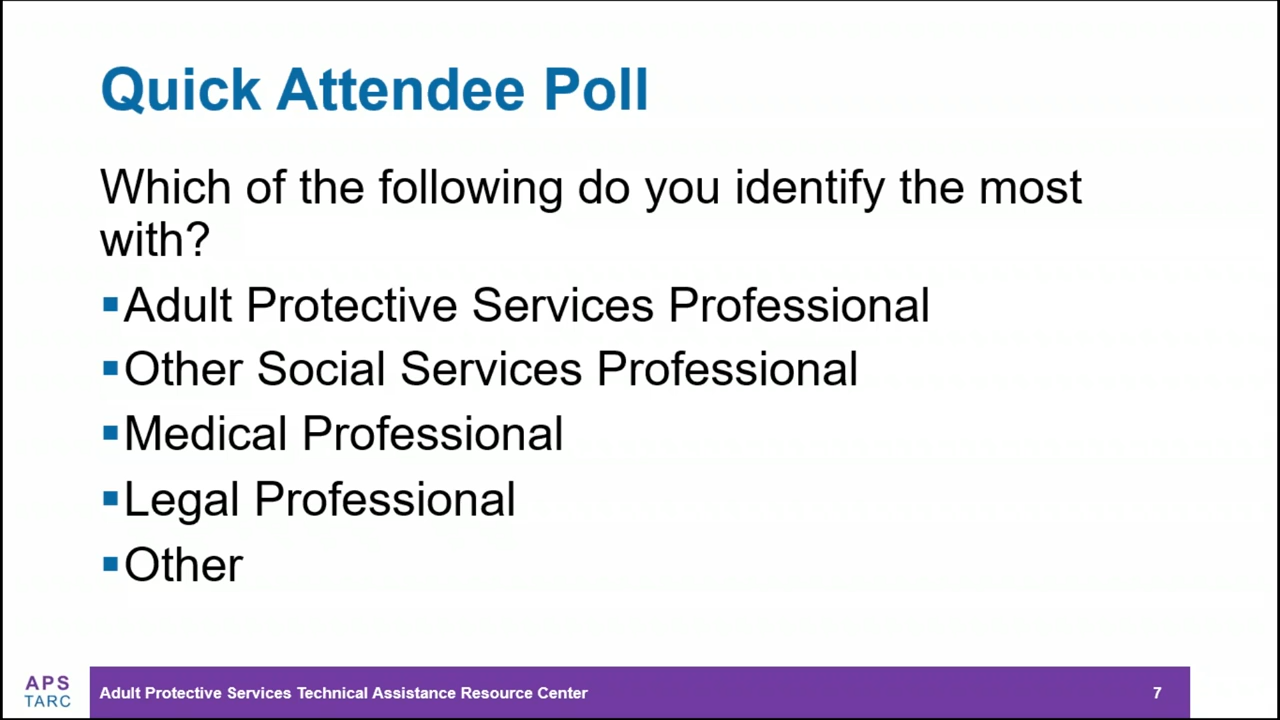 Quick Attendee Poll
Which of the following do you identify the most
with?
▪Adult Protective Services Professional
▪Other Social Services Professional
▪Medical Professional
▪Legal Professional
▪Other
APS
TARC
Adult Protective Services Technical Assistance Resource Center
7